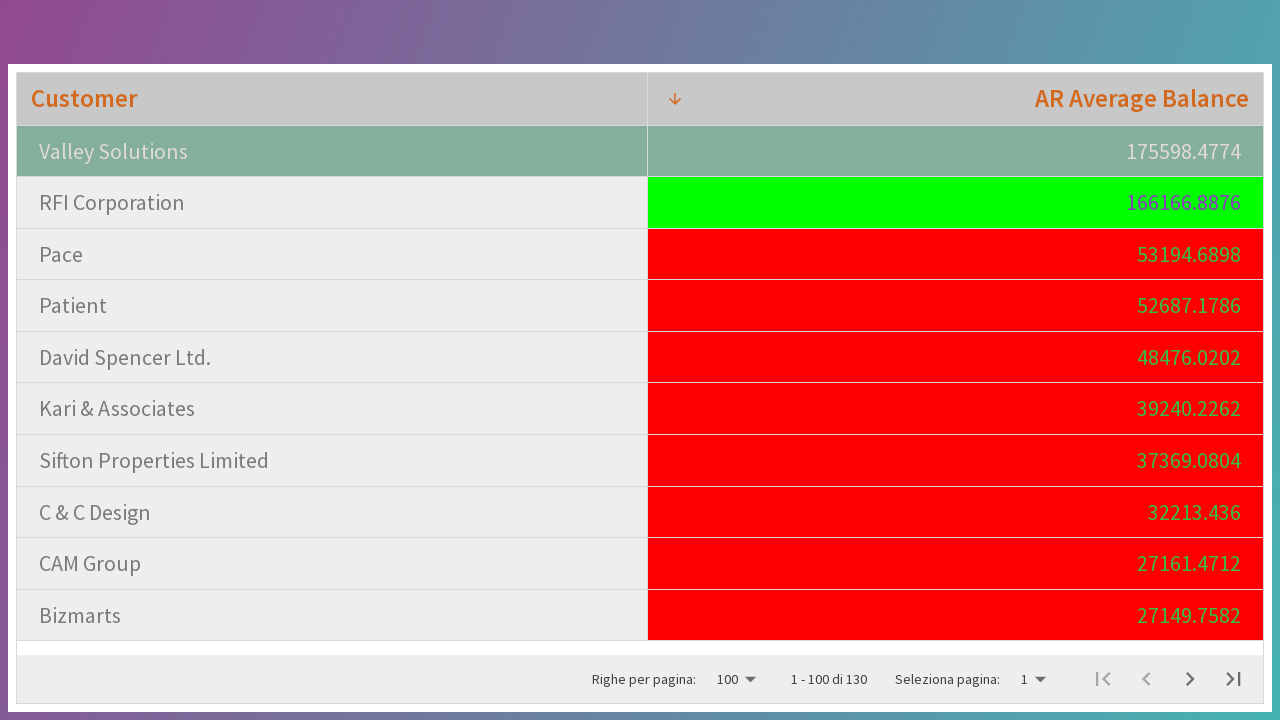 Customer AR Average Balance
Valley Solutions 175598.4774
RFI Corporation 166166.8876
Pace 53194.6898
Patient 52687.1786
David Spencer Ltd. 48476.0202
Kari & Associates 39240.2262
Sifton Properties Limited 37369.0804
C & C Design 32213.436
CAM Group 27161.4712
Bizmarts 27149.7582
Righe per pagina: 100 1 - 100 di 130 Seleziona pagina: 1